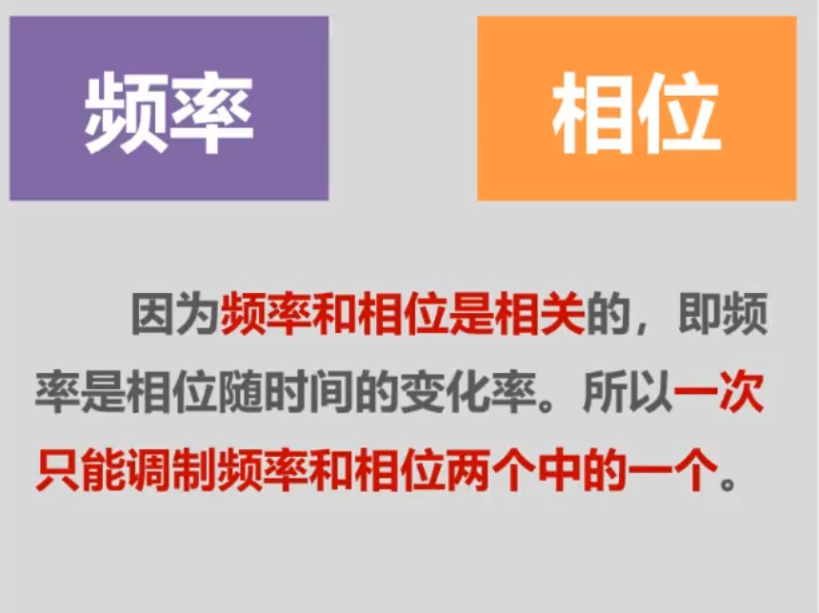 频率
相位
因为频率和相位是相关的，即频
率是相位随时间的变化率。所以一次
只能调制频率和相位两个中的一个。